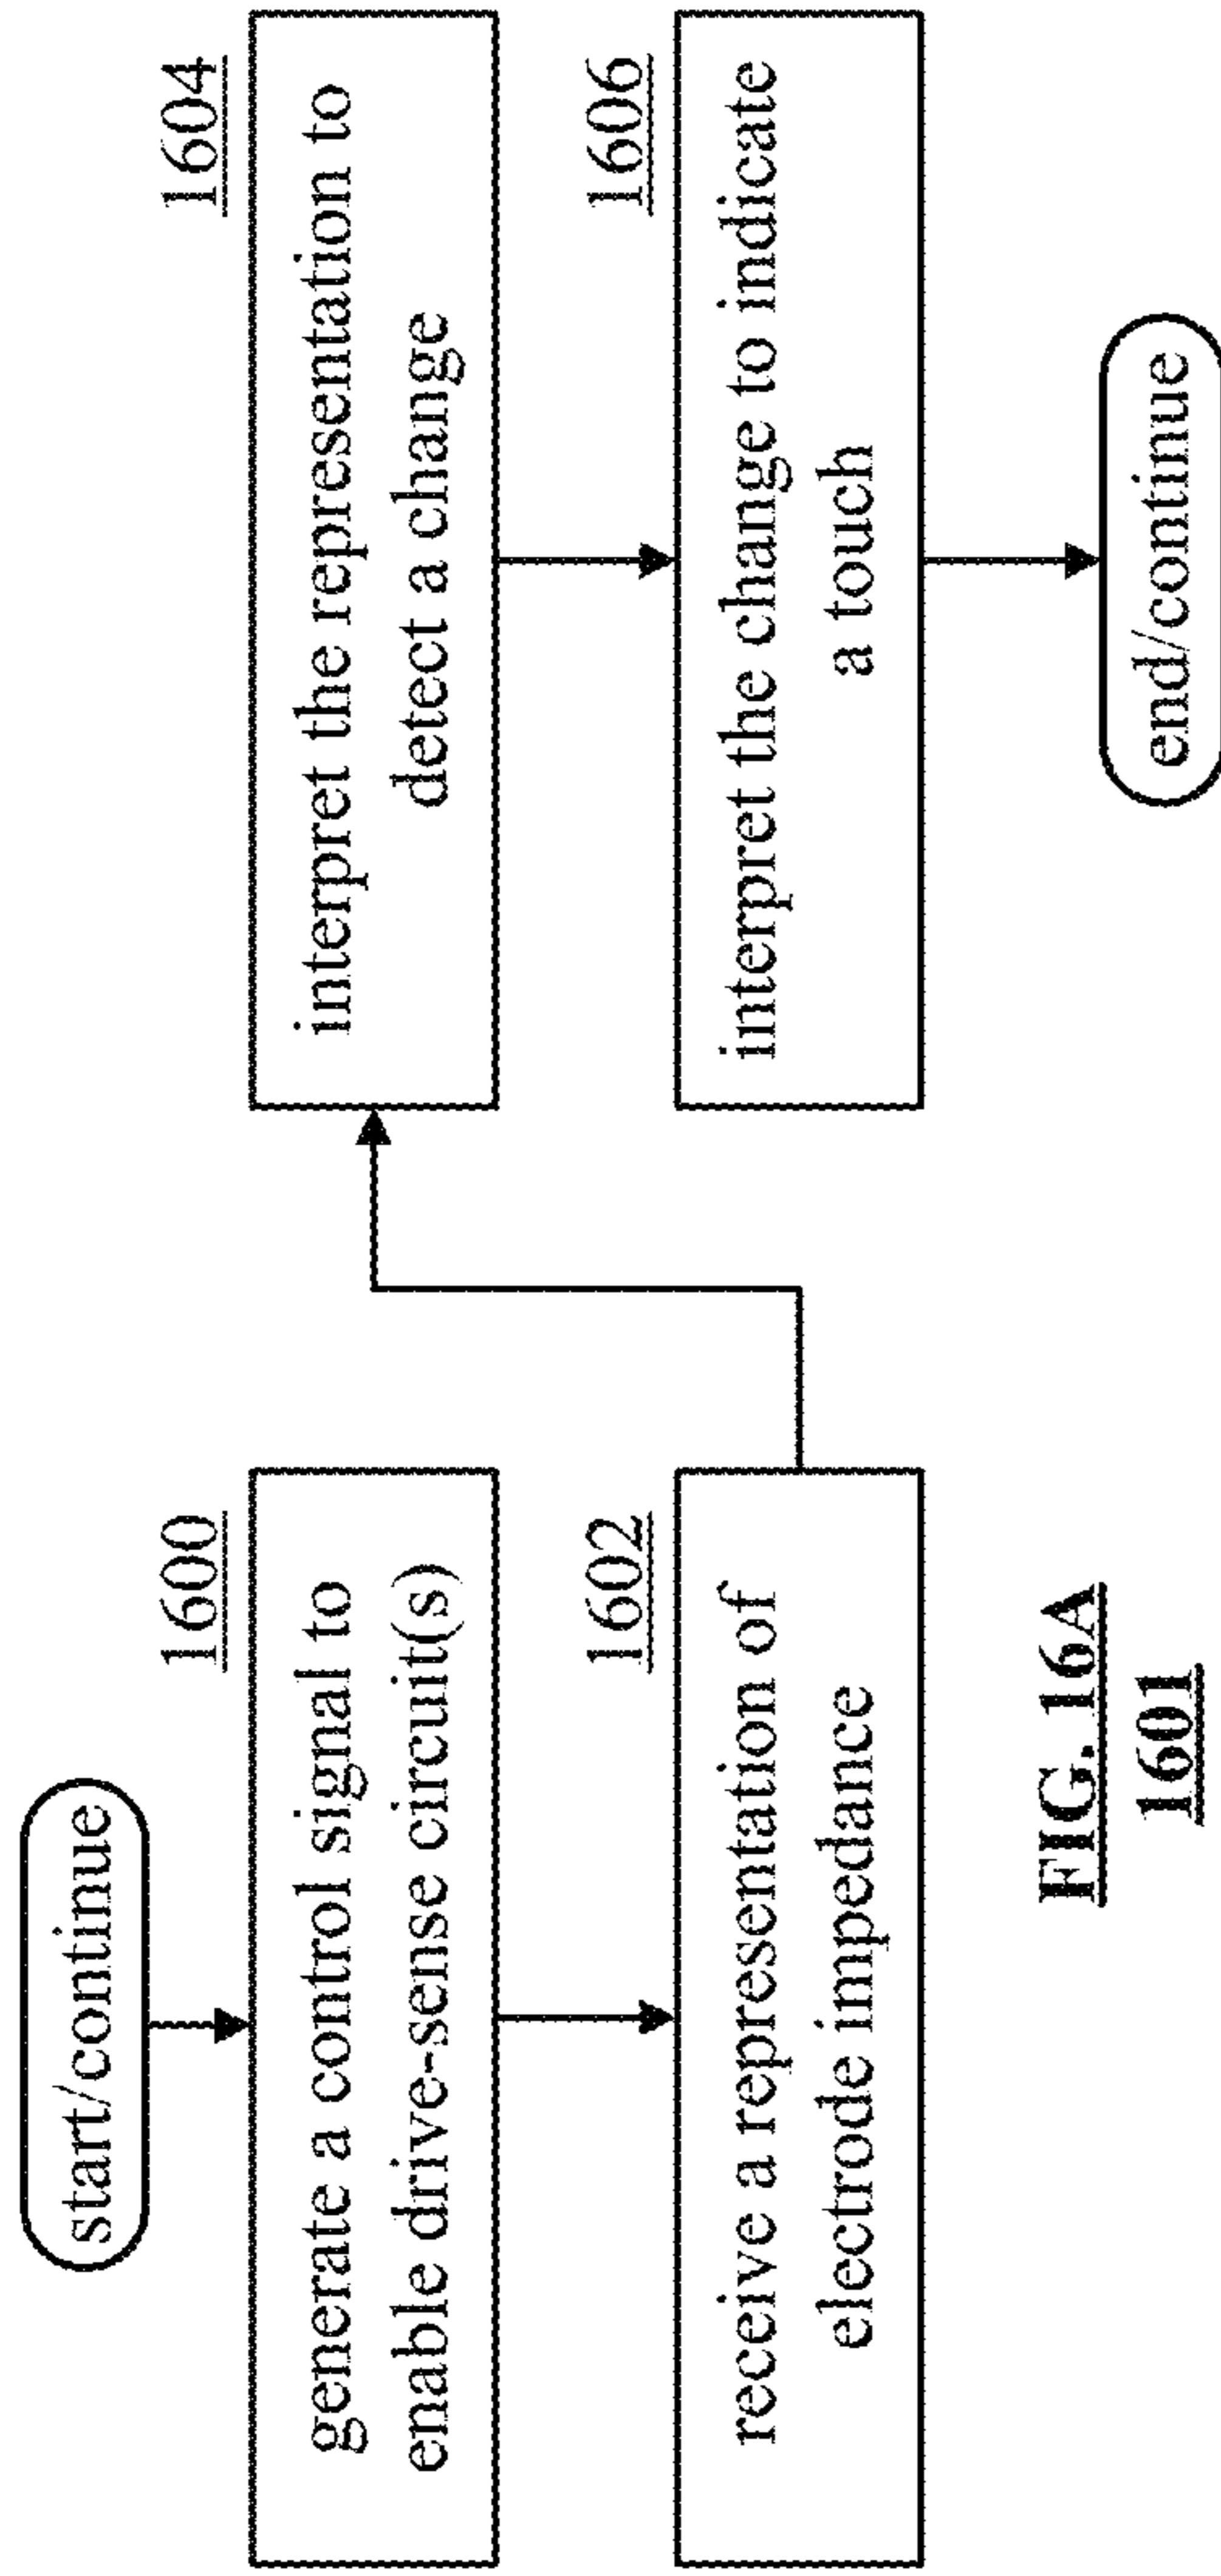 start/continue
1600
generate a control signal to
enable drive-sense circuit(s)
1602
receive a representation of
electrode impedance
1604
interpret the representation to
detect a change
1606
interpret the change to indicate
a touch
end/continue
FIG. 16A
1601